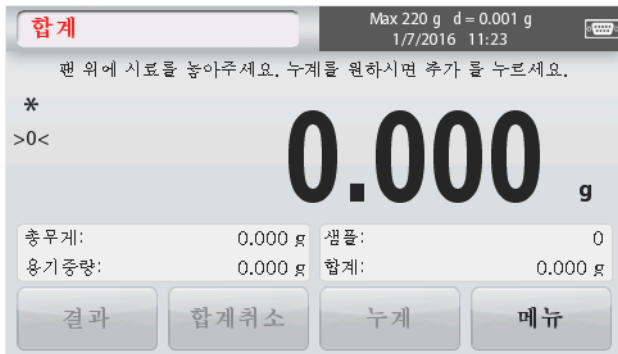 합계
Max 220 g d = 0.001 g
1/7/2016 11:23
팬 위에 시료를 놓아주세요. 누계를 원하시면 추가 를 누르세요.
*
>0<
0.000 g
총무게: 0.000 g 샘플: 0
용기중량: 0.000 g 합계: 0.000 g
결과 합계취소 누계 메뉴